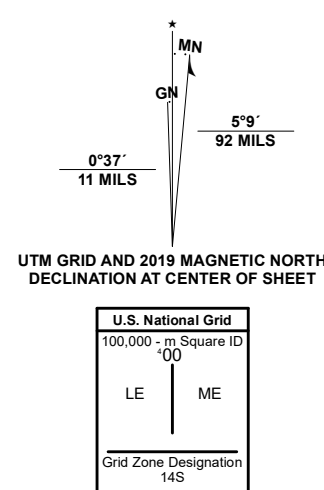 ★
MN
GN
5°9´
92 MILS
0°37´
11 MILS
UTM GRID AND 2019 MAGNETIC NORTH
DECLINATION AT CENTER OF SHEET
U.S. National Grid
100,000 - m Square ID
⁴00
LE ME
Grid Zone Designation
14S